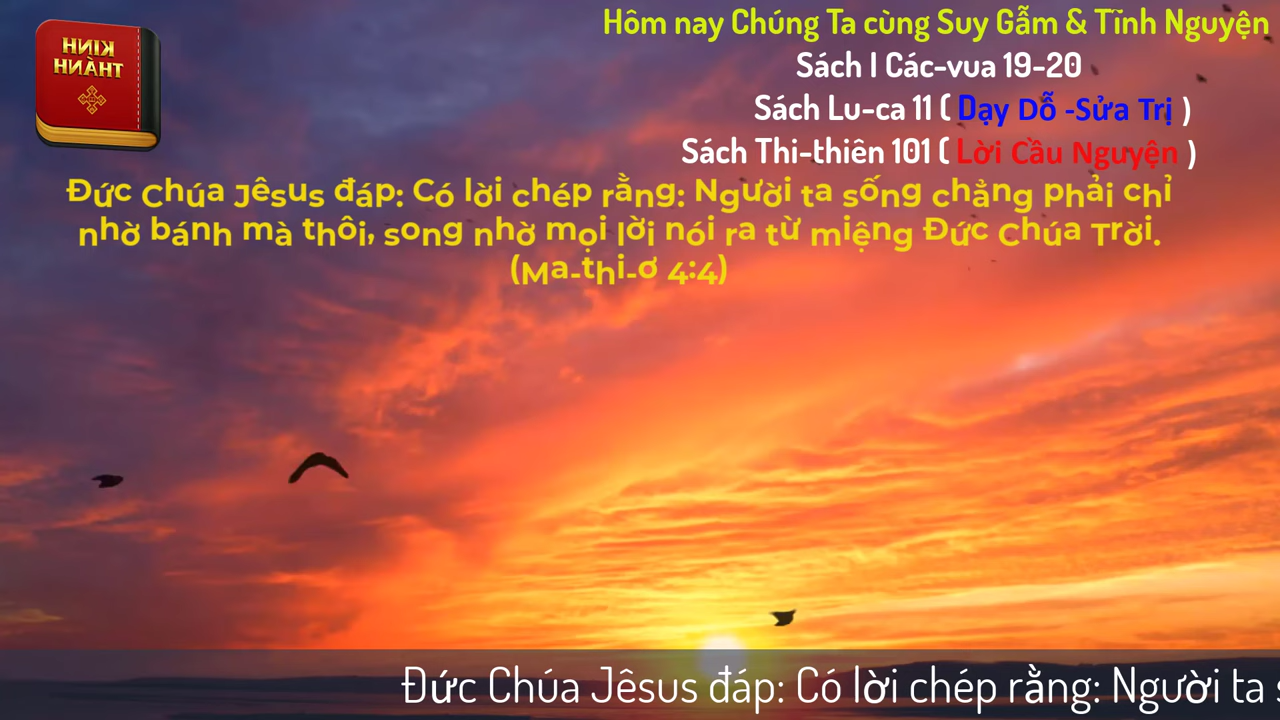 KINH
THÀNH
Hôm nay Chúng Ta cùng Suy Gẫm & Tĩnh Nguyện
Sách I Các-vua 19-20
Sách Lu-ca 11 ( Dạy Dỗ -Sửa Trị )
Sách Thi-thiên 101 ( Lời Cầu Nguyện )
Đức Chúa Jêsus đáp: Có lời chép rằng: Người ta sống chẳng phải chỉ
nhờ bánh mà thôi, song nhờ mọi lời nói ra từ miệng Đức Chúa Trời.
(Ma-thi-ơ 4:4)
Đức Chúa Jêsus đáp: Có lời chép rằng: Người ta